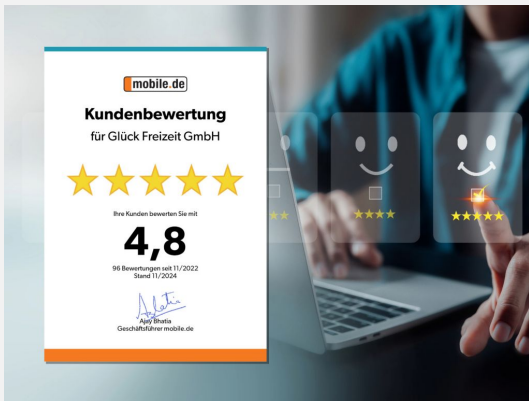 mobile.de
Kundenbewertung
für Glück Freizeit GmbH
Ihre Kunden bewerten Sie mit
4,8
96 Bewertungen seit 11/2022
Stand 11/2024
Ajay Bhatia
Geschäftsführer mobile.de